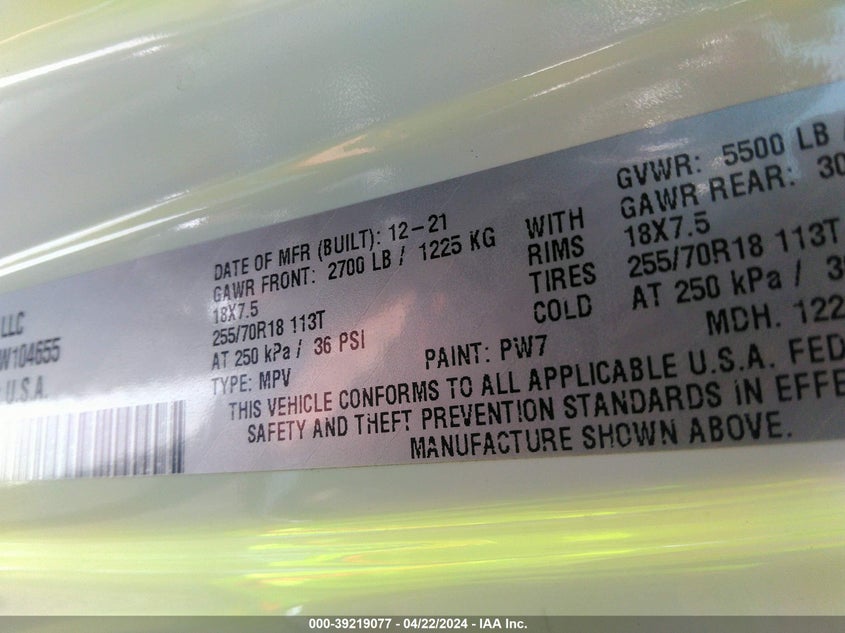 LLC
W104655
U.S.A.
DATE OF MFR (BUILT): 12-21
GAWR FRONT: 2700 LB / 1225 KG
18X7.5
255/70R18 113T
AT 250 kPa / 36 PSI
TYPE: MPV
PAINT: PW7
WITH
RIMS
TIRES
COLD
GVWR: 5500 LB /
GAWR REAR: 30
18X7.5
255/70R18 113T
AT 250 kPa /
MDH. 122
THIS VEHICLE CONFORMS TO ALL APPLICABLE U.S.A. FED
SAFETY AND THEFT PREVENTION STANDARDS IN EFFE
MANUFACTURE SHOWN ABOVE.
000-39219077 - 04/22/2024 - IAA Inc.